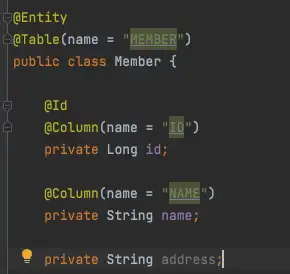 @Entity
@Table(name = "MEMBER")
public class Member {
@Id
@Column(name = "ID")
private Long id;
@Column(name = "NAME")
private String name;
private String address;